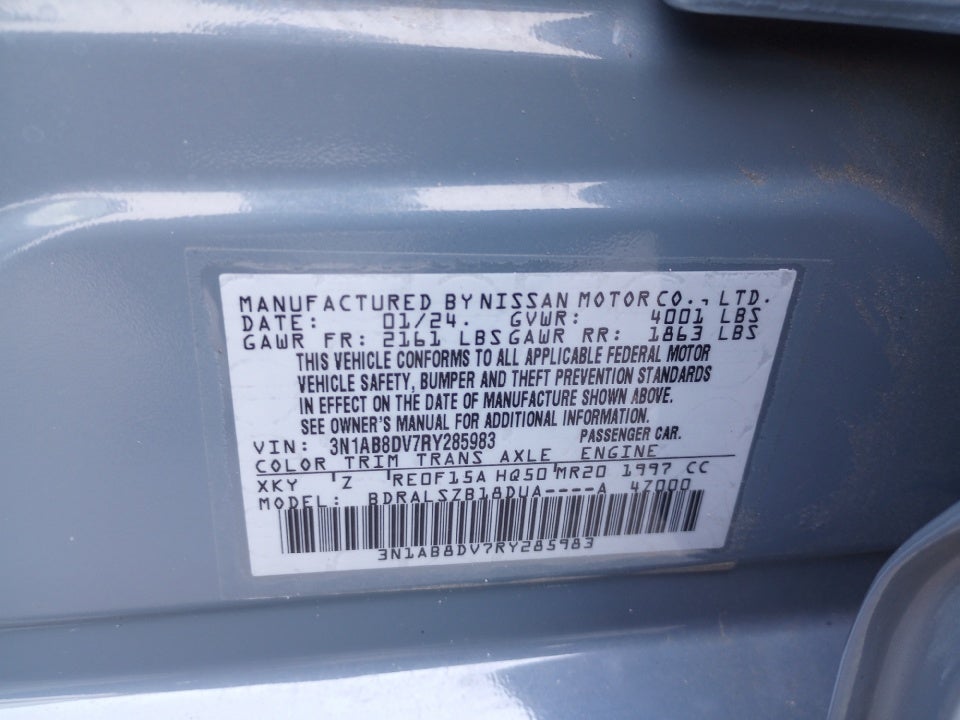 MANUFACTURED BY NISSAN MOTOR CO., LTD.
DATE: 01/24. GVWR: 4001 LBS
GAWR FR: 2161 LBS GAWR RR: 1863 LBS
THIS VEHICLE CONFORMS TO ALL APPLICABLE FEDERAL MOTOR
VEHICLE SAFETY, BUMPER AND THEFT PREVENTION STANDARDS
IN EFFECT ON THE DATE OF MANUFACTURE SHOWN ABOVE.
SEE OWNER'S MANUAL FOR ADDITIONAL INFORMATION.
VIN: 3N1AB8DV7RY285983 PASSENGER CAR.
COLOR TRIM TRANS AXLE ENGINE
XKY Z RE0F15A HQ50 MR20 1997 CC
MODEL: BDRALSZB18DUA----A 47000
3N1AB8DV7RY285983